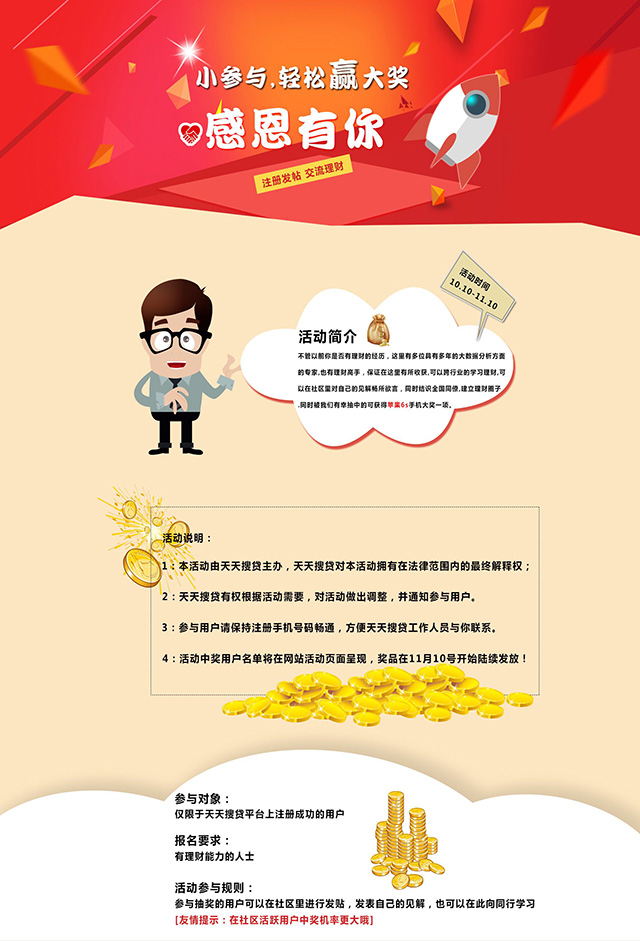 小参与,轻松赢大奖
感恩有你
注册发帖 交流理财
活动时间
10.10-11.10
活动简介
不管以前你是否有理财的经历，这里有多位具有多年的大数据分析方面
的专家,也有理财高手，保证在这里有所收获,可以跨行业的学习理财,可
以在社区里对自己的见解畅所欲言，同时结识全国同僚,建立理财圈子
,同时被我们有幸抽中的可获得苹果6s手机大奖一项。
活动说明：
1：本活动由天天搜贷主办，天天搜贷对本活动拥有在法律范围内的最终解释权；
2：天天搜贷有权根据活动需要，对活动做出调整，并通知参与用户。
3：参与用户请保持注册手机号码畅通，方便天天搜贷工作人员与你联系。
4：活动中奖用户名单将在网站活动页面呈现，奖品在11月10号开始陆续发放！
参与对象：
仅限于天天搜贷平台上注册成功的用户
报名要求：
有理财能力的人士
活动参与规则：
参与抽奖的用户可以在社区里进行发贴，发表自己的见解，也可以在此向同行学习
[友情提示：在社区活跃用户中奖机率更大哦]